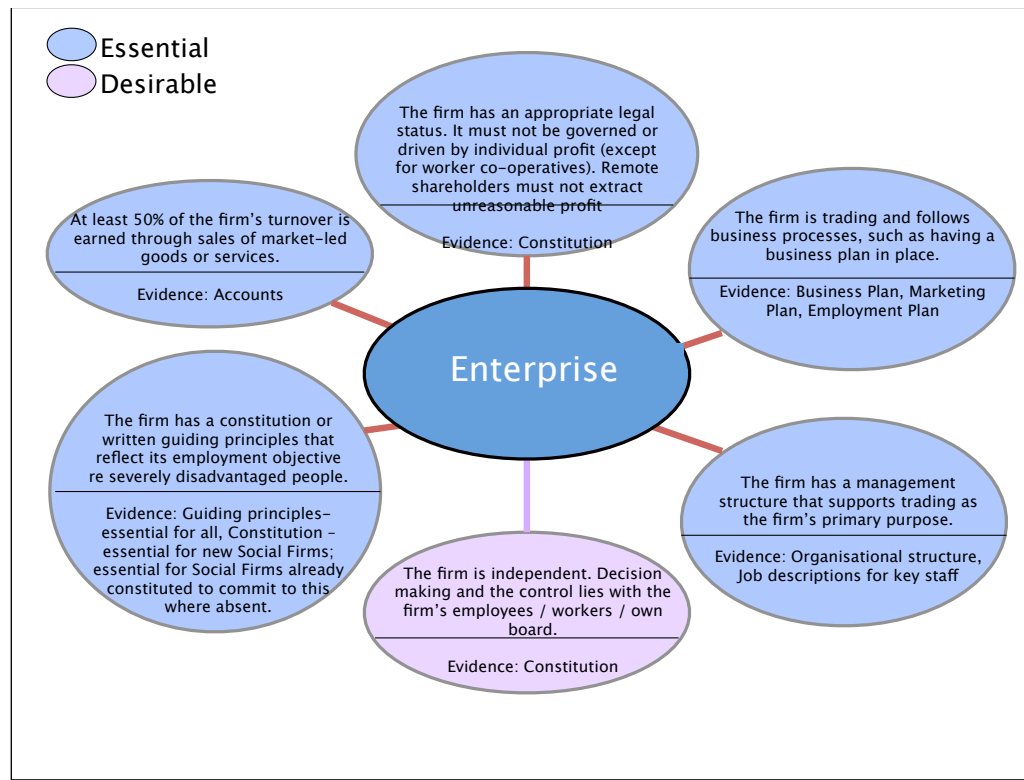 Essential
Desirable
The firm has an appropriate legal
status. It must not be governed or
driven by individual profit (except
for worker co-operatives). Remote
shareholders must not extract
unreasonable profit
Evidence: Constitution
At least 50% of the firm's turnover is
earned through sales of market-led
goods or services.
Evidence: Accounts
The firm is trading and follows
business processes, such as having a
business plan in place.
Evidence: Business Plan, Marketing
Plan, Employment Plan
Enterprise
The firm has a constitution or
written guiding principles that
reflect its employment objective
re severely disadvantaged people.
Evidence: Guiding principles-
essential for all, Constitution -
essential for new Social Firms;
essential for Social Firms already
constituted to commit to this
where absent.
The firm has a management
structure that supports trading as
the firm's primary purpose.
Evidence: Organisational structure,
Job descriptions for key staff
The firm is independent. Decision
making and the control lies with the
firm's employees / workers / own
board.
Evidence: Constitution